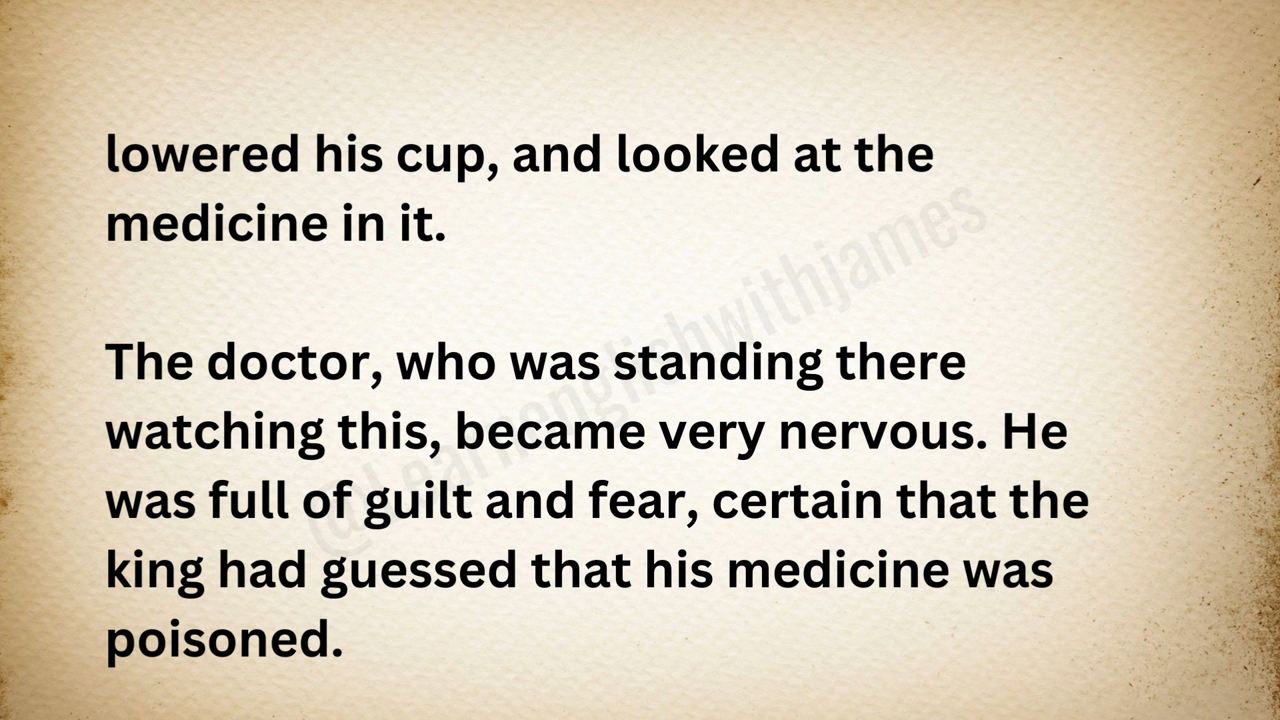 lowered his cup, and looked at the
medicine in it.
The doctor, who was standing there
watching this, became very nervous. He
was full of guilt and fear, certain that the
king had guessed that his medicine was
poisoned.
@Learnenglishwithjames